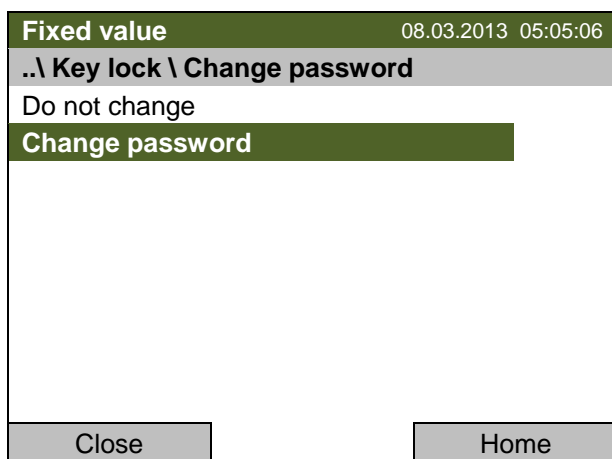 Fixed value 08.03.2013 05:05:06
..\ Key lock \ Change password
Do not change
Change password
Close Home